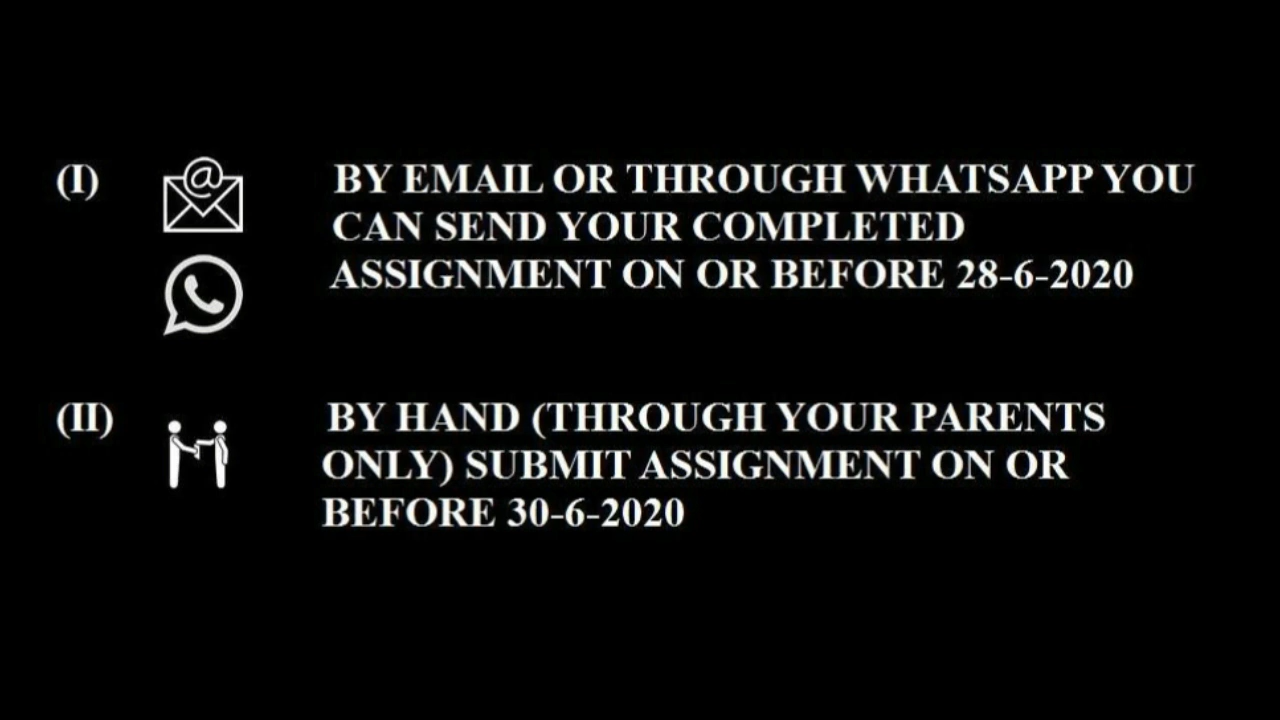 (I) BY EMAIL OR THROUGH WHATSAPP YOU
CAN SEND YOUR COMPLETED
ASSIGNMENT ON OR BEFORE 28-6-2020
(II) BY HAND (THROUGH YOUR PARENTS
ONLY) SUBMIT ASSIGNMENT ON OR
BEFORE 30-6-2020